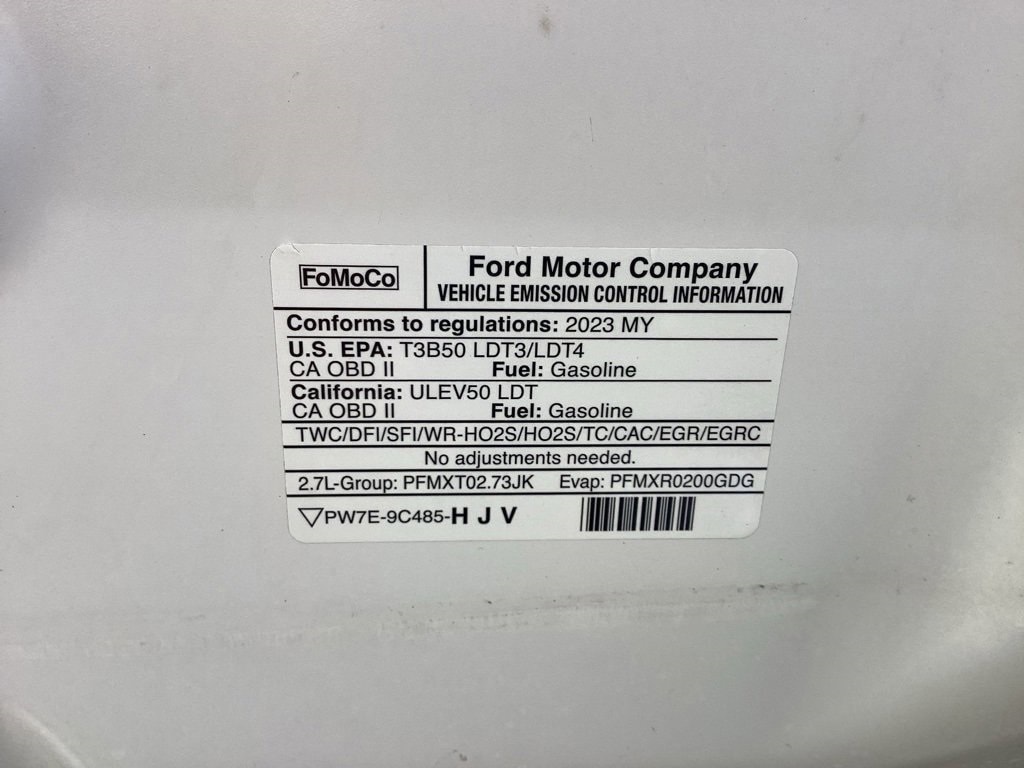 FoMoCo
Ford Motor Company
VEHICLE EMISSION CONTROL INFORMATION
Conforms to regulations: 2023 MY
U.S. EPA: T3B50 LDT3/LDT4
CA OBD II Fuel: Gasoline
California: ULEV50 LDT
CA OBD II Fuel: Gasoline
TWC/DFI/SFI/WR-HO2S/HO2S/TC/CAC/EGR/EGRC
No adjustments needed.
2.7L-Group: PFMXT02.73JK Evap: PFMXR0200GDG
PW7E-9C485-H J V